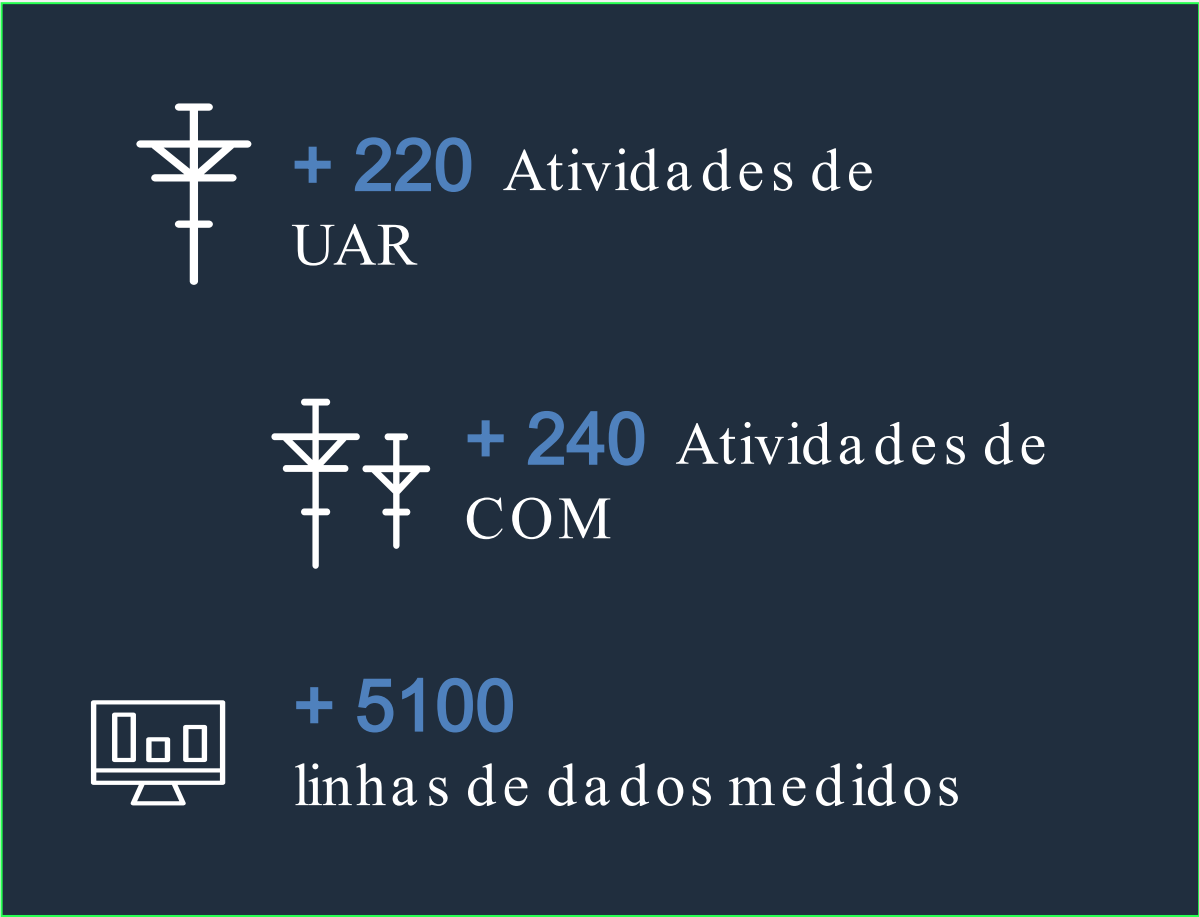 + 220 Atividades de
UAR
+ 240 Atividades de
COM
+ 5100
linhas de dados medidos